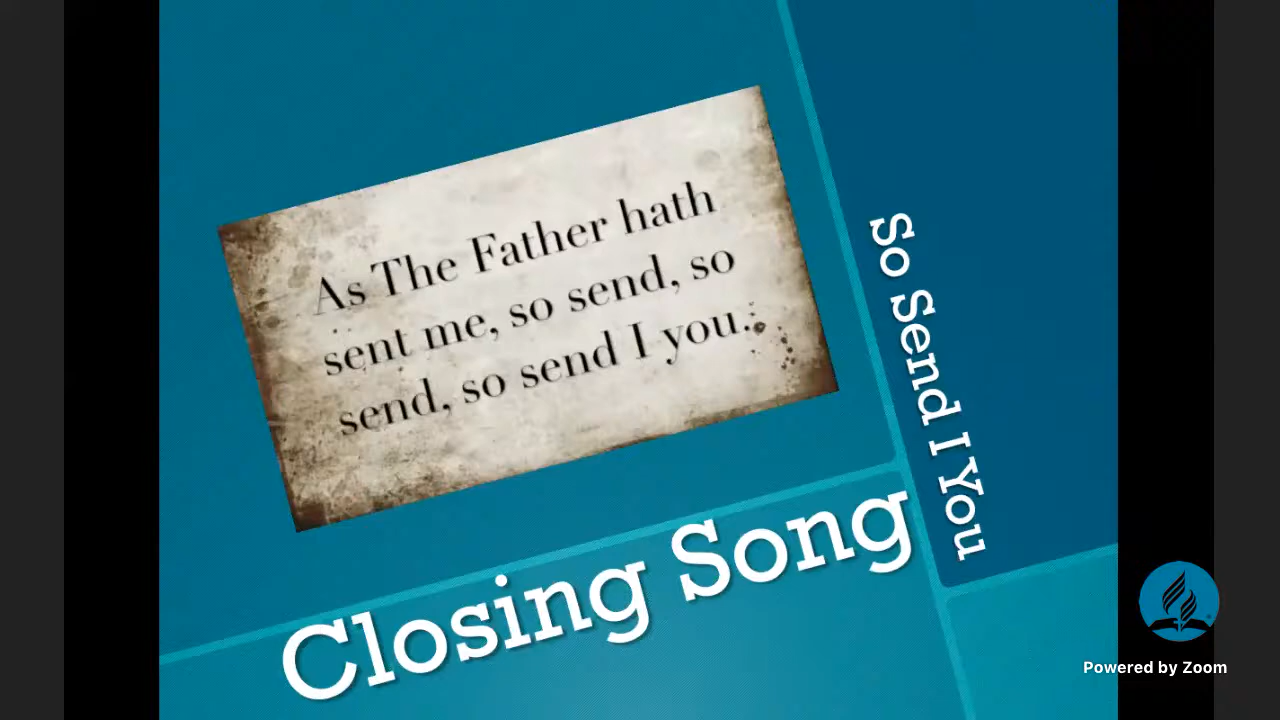 As The Father hath
sent me, so send, so
send, so send I you.
So Send I You
Closing Song
Powered by Zoom